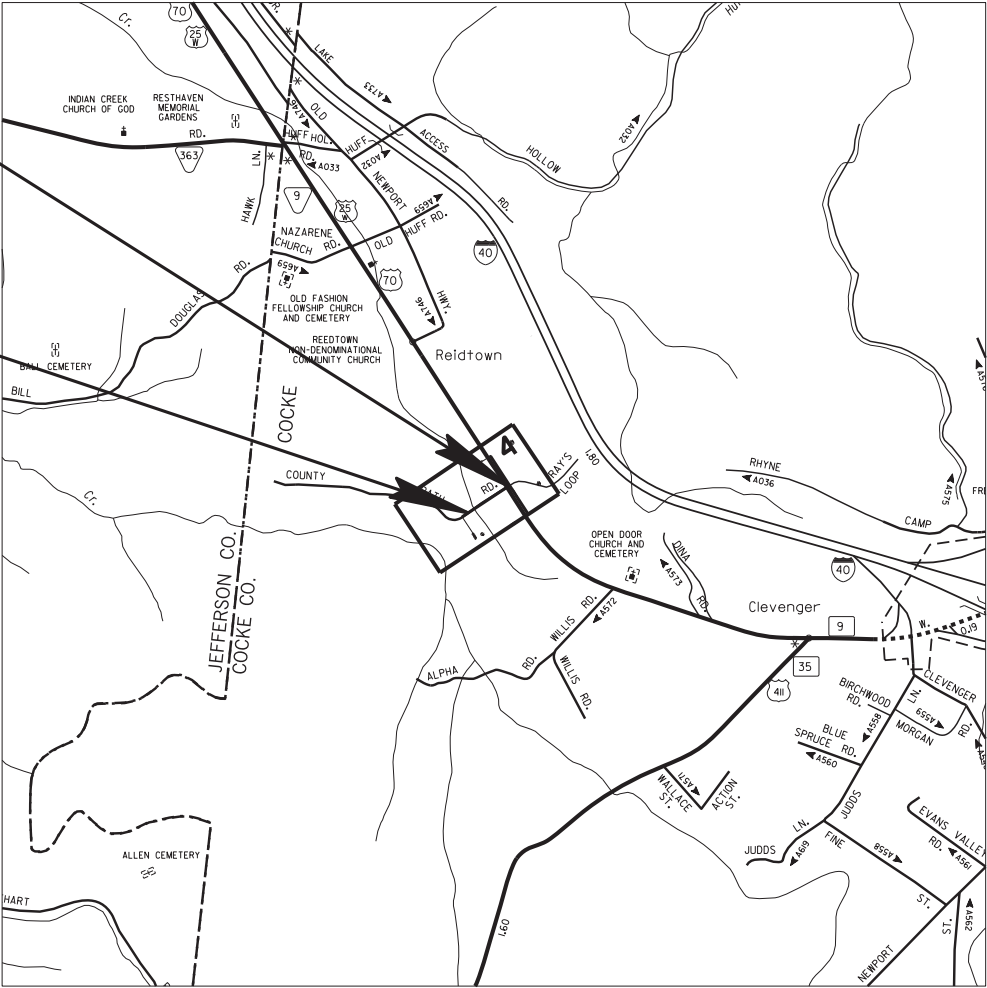 70
25
W
Cr.
LAKE
A733
INDIAN CREEK
CHURCH OF GOD
RESTHAVEN
MEMORIAL
GARDENS
RD.
363
A746
OLD
HUFF HOL.
RD.
A033
HUFF
A032
ACCESS
RD.
HOLLOW
A032
LN.
HAWK
9
NEWPORT
25
W
A659
HUFF RD.
OLD
NAZARENE
CHURCH RD.
A659
40
70
HWY.
A746
DOUGLAS
RD.
OLD FASHION
FELLOWSHIP CHURCH
AND CEMETERY
REEDTOWN
NON-DENOMINATIONAL
COMMUNITY CHURCH
Reidtown
BALL CEMETERY
BILL
COCKE
COUNTY
RD.
4
RAY'S
LOOP
1.80
RHYNE
A036
CAMP
A575
Cr.
JEFFERSON CO.
COCKE CO.
OPEN DOOR
CHURCH AND
CEMETERY
DINA
RD.
A573
40
Clevenger
9
W.
0.19
35
411
WILLIS RD.
A572
WILLIS RD.
ALPHA
RD.
BIRCHWOOD
RD.
LN.
CLEVENGER
RD.
A559
MORGAN
A558
BLUE
SPRUCE RD.
A560
WALLACE
ST.
A571
ACTION
ST.
JUDDS
JUDDS
LN.
A619
FINE
A558
ST.
EVANS VALLEY
RD.
A561
ST.
A562
NEWPORT
ALLEN CEMETERY
HART
1.60